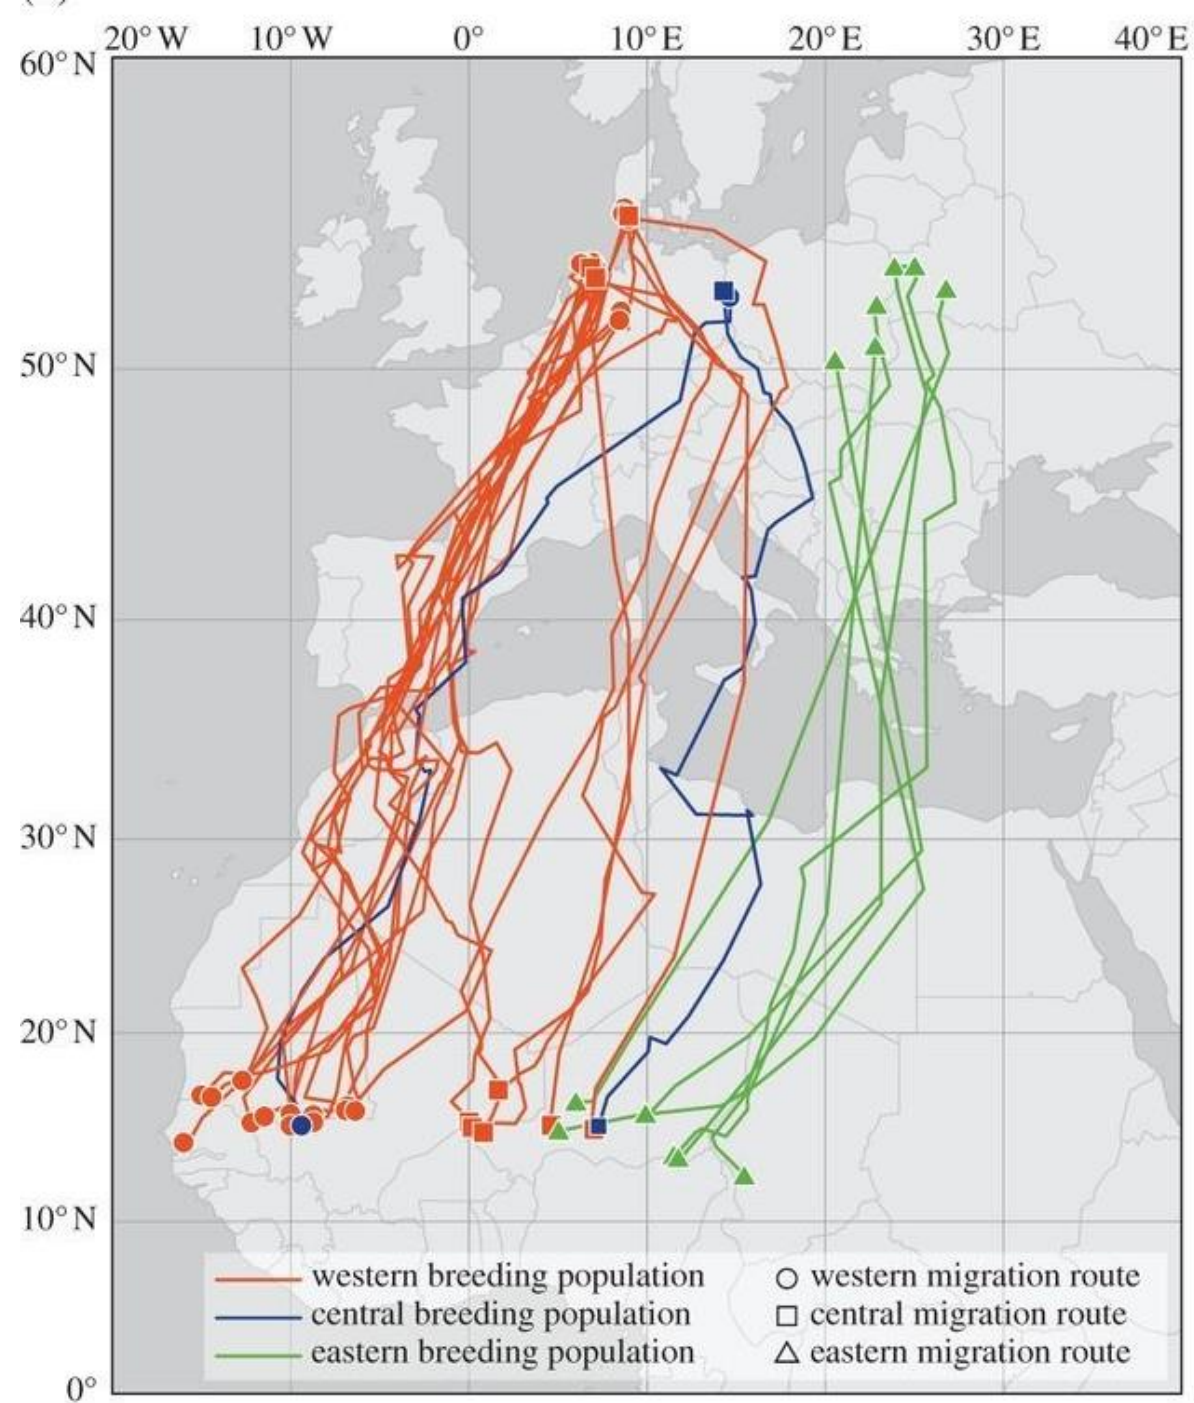 20° W 10° W 0° 10° E 20° E 30° E 40° E
60° N
50° N
40° N
30° N
20° N
10° N
0°
western breeding population
central breeding population
eastern breeding population
western migration route
central migration route
eastern migration route